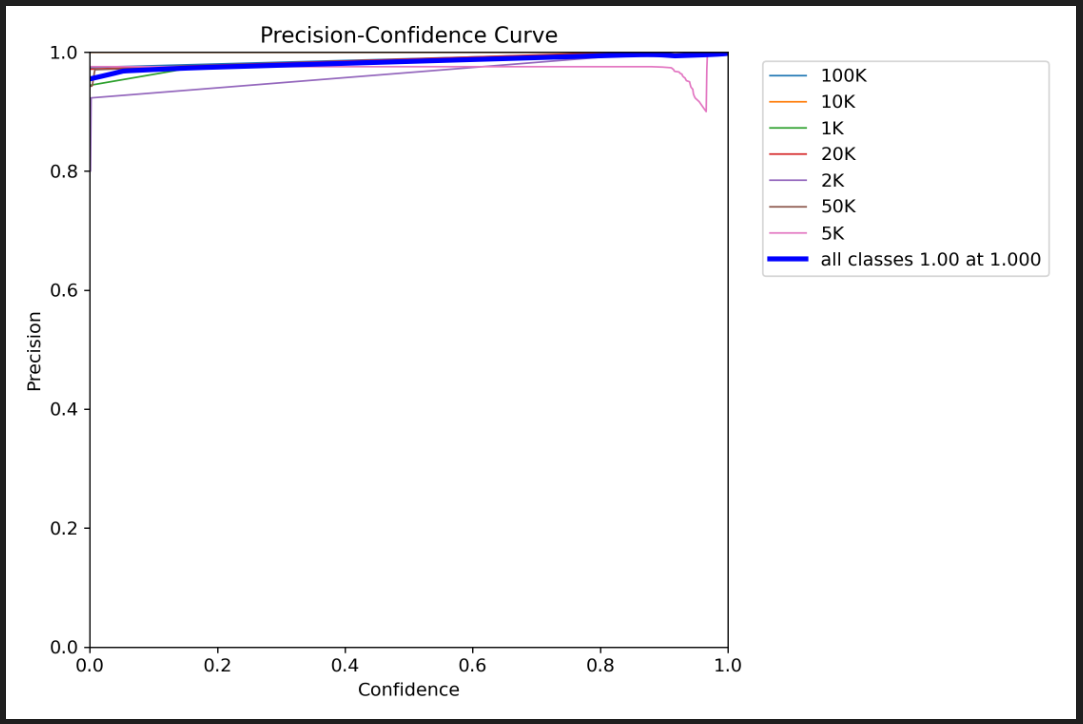 Precision-Confidence Curve
1.0
0.8
0.6
0.4
0.2
0.0
Precision
0.0 0.2 0.4 0.6 0.8 1.0
Confidence
100K
10K
1K
20K
2K
50K
5K
all classes 1.00 at 1.000